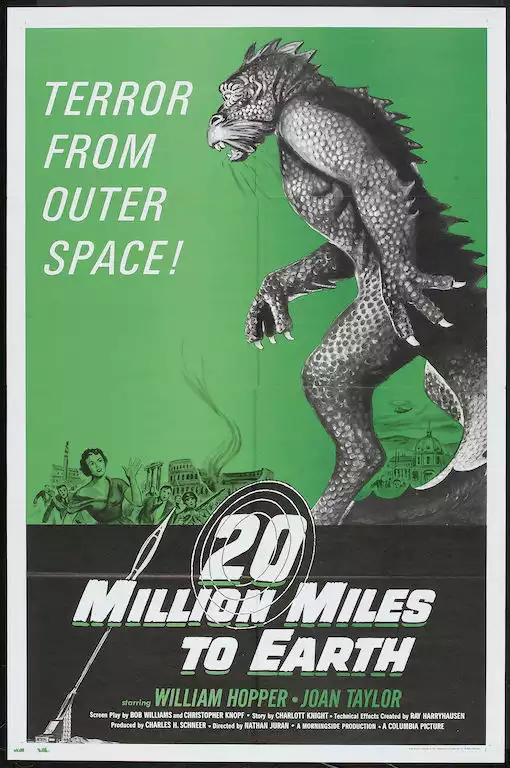 TERROR
FROM
OUTER
SPACE!
20
MILLION MILES
TO EARTH
starring WILLIAM HOPPER • JOAN TAYLOR
Screen Play by BOB WILLIAMS and CHRISTOPHER KNOPF • Story by CHARLOTT KNIGHT • Technical Effects Created by RAY HARRYHAUSEN
Produced by CHARLES H. SCHNEER • Directed by NATHAN JURAN • A MORNINGSIDE PRODUCTION • A COLUMBIA PICTURE